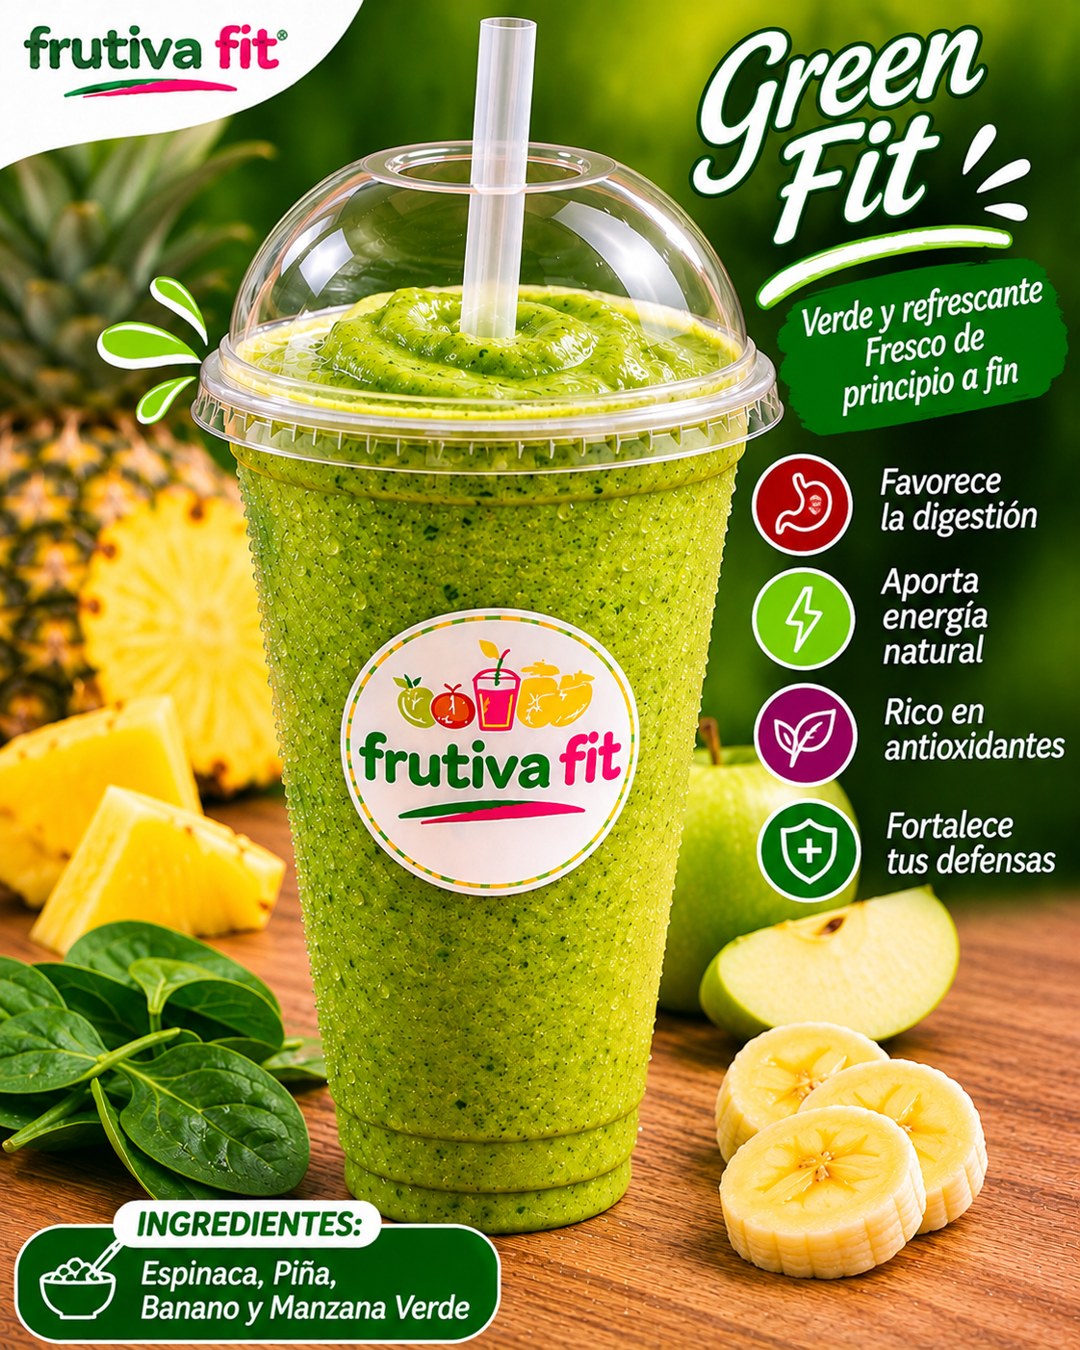 frutiva fit®
Green
Fit
Verde y refrescante
Fresco de
principio a fin
Favorece
la digestión
Aporta
energía
natural
Rico en
antioxidantes
Fortalece
tus defensas
frutiva fit
INGREDIENTES:
Espinaca, Piña,
Banano y Manzana Verde